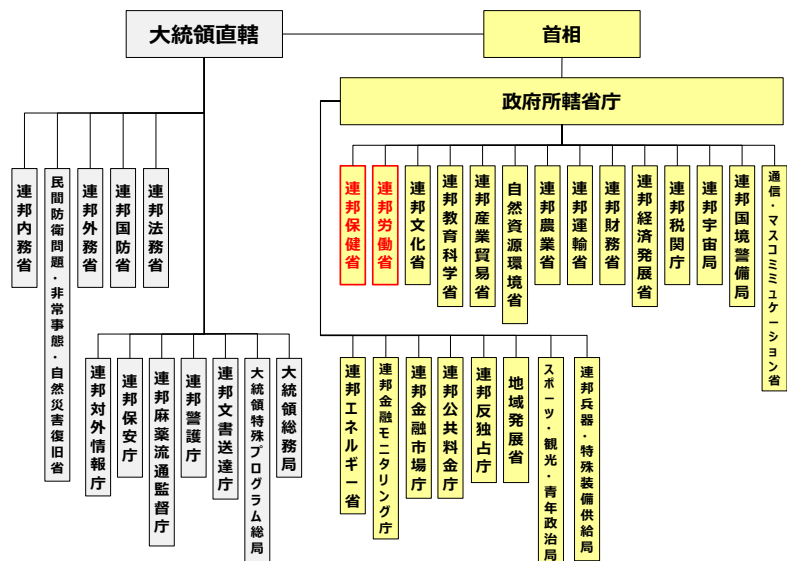 大統領直轄
首相
政府所轄省庁
連邦内務省
民間防衛問題・非常事態・自然災害復旧省
連邦外務省
連邦国防省
連邦法務省
連邦保健省
連邦労働省
連邦文化省
連邦教育科学省
連邦産業貿易省
自然資源環境省
連邦農業省
連邦運輸省
連邦財務省
連邦経済発展省
連邦税関庁
連邦宇宙局
連邦国境警備局
通信・マスコミミュケーション省
連邦対外情報庁
連邦保安庁
連邦麻薬流通監督庁
連邦警護庁
連邦文書送達庁
大統領特殊プログラム総局
大統領総務局
連邦エネルギー省
連邦金融モニタリング庁
連邦金融市場庁
連邦公共料金庁
連邦反独占庁
地域発展省
スポーツ・観光・青年政治局
連邦兵器・特殊装備供給局